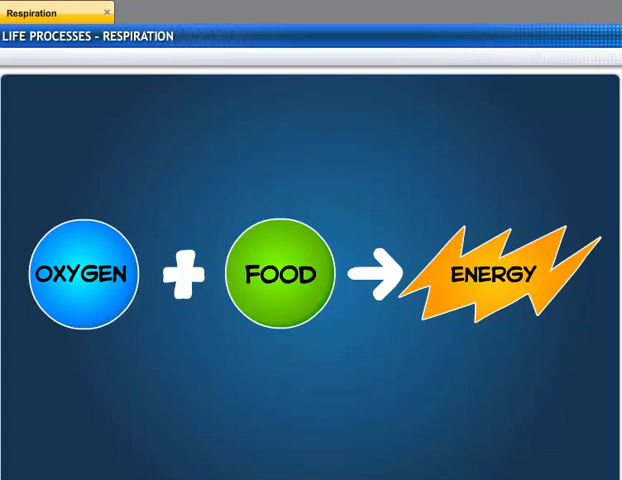 Respiration
LIFE PROCESSES - RESPIRATION
OXYGEN + FOOD → ENERGY